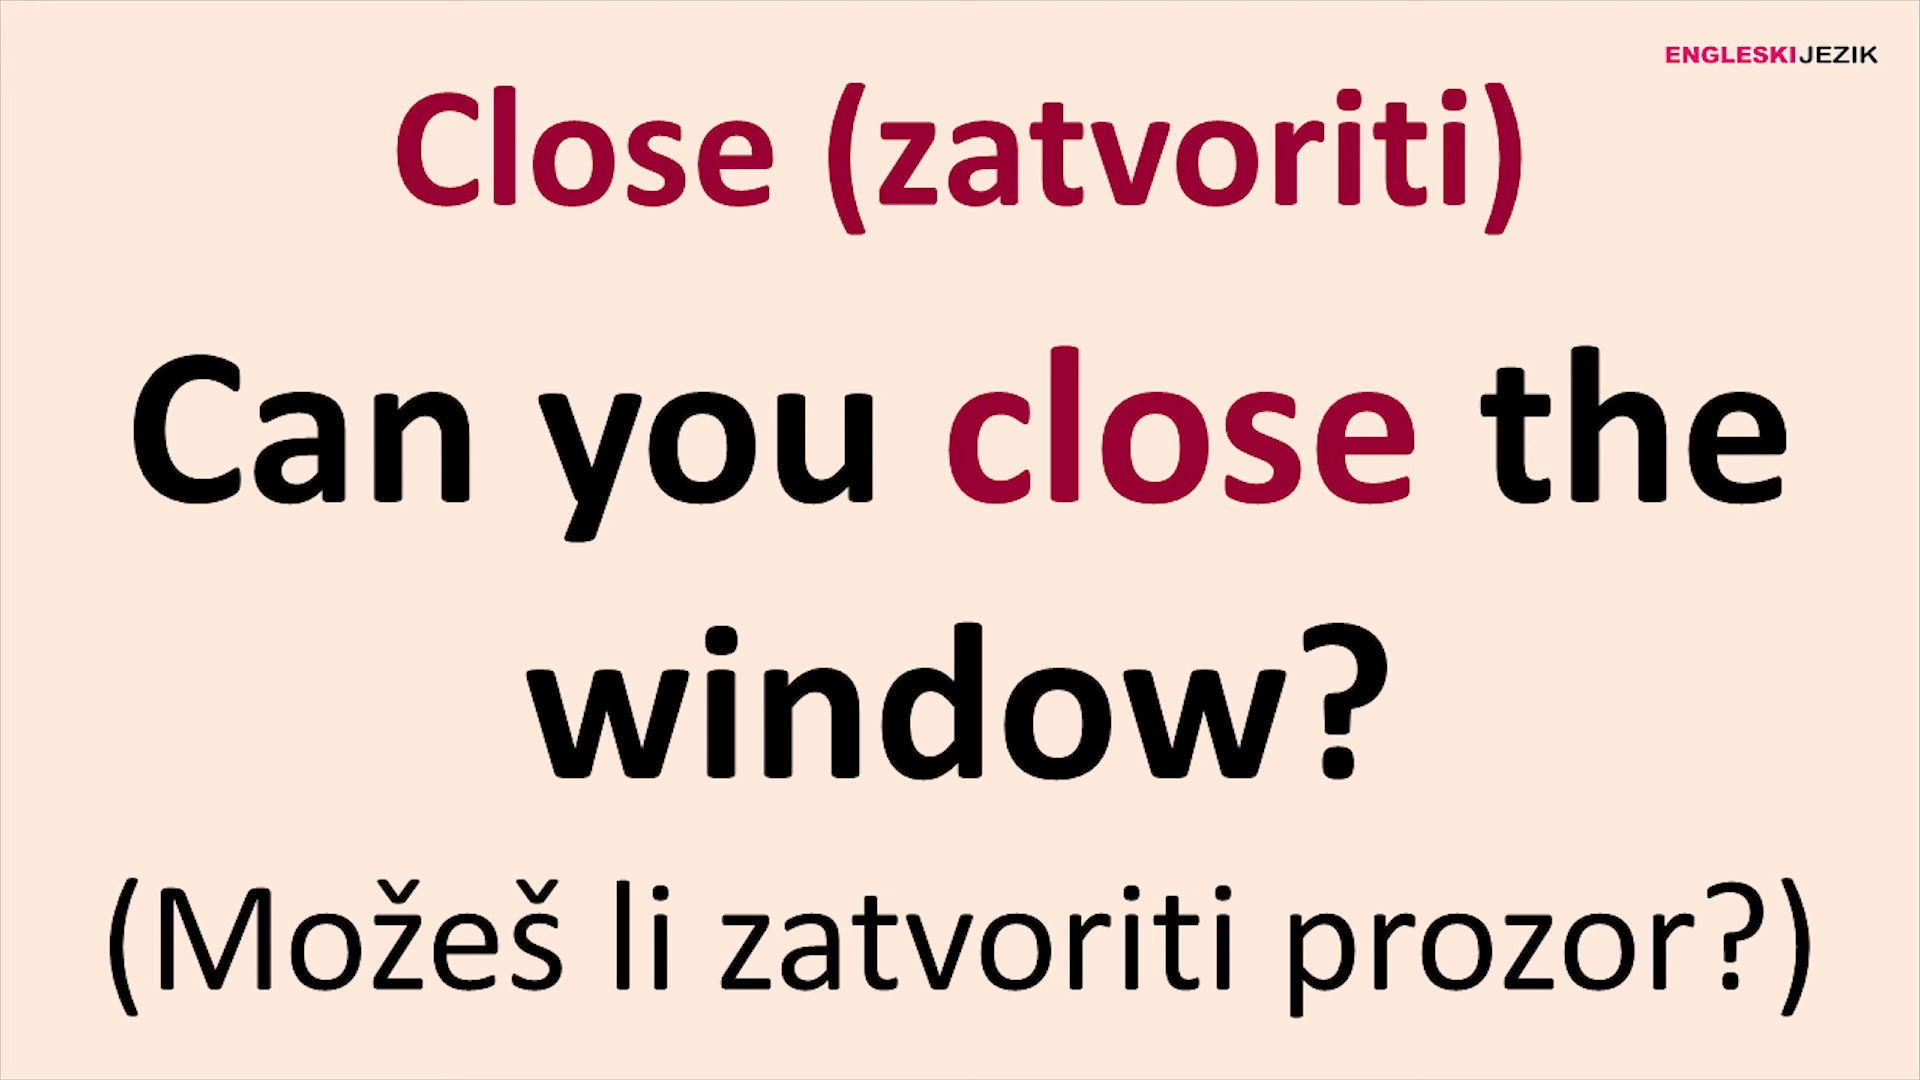 ENGLESKIJEZIK
Close (zatvoriti)
Can you close the
window?
(Možeš li zatvoriti prozor?)